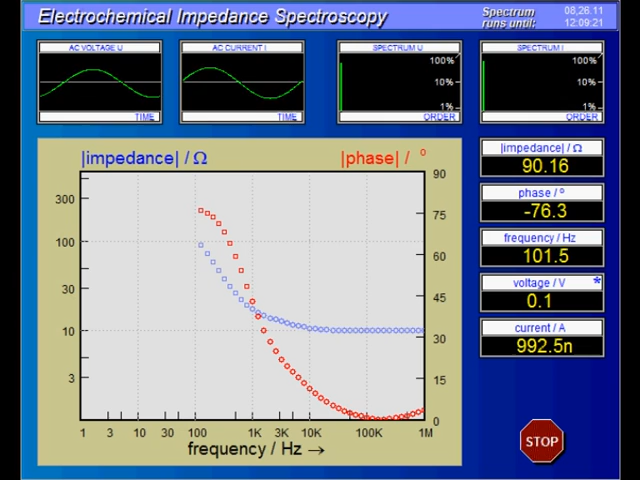 Electrochemical Impedance Spectroscopy
Spectrum runs until:
08,26.11
12:09:21
AC VOLTAGE U
TIME
AC CURRENT I
TIME
SPECTRUM U
100%
10%
1%
ORDER
SPECTRUM I
100%
10%
1%
ORDER
|impedance| / Ω
|phase| / °
300
100
30
10
3
90
75
60
45
30
15
0
1 3 10 30 100 1K 3K 10K 100K 1M
frequency / Hz →
|impedance| / Ω
90.16
phase / °
-76.3
frequency / Hz
101.5
voltage / V *
0.1
current / A
992.5n
STOP